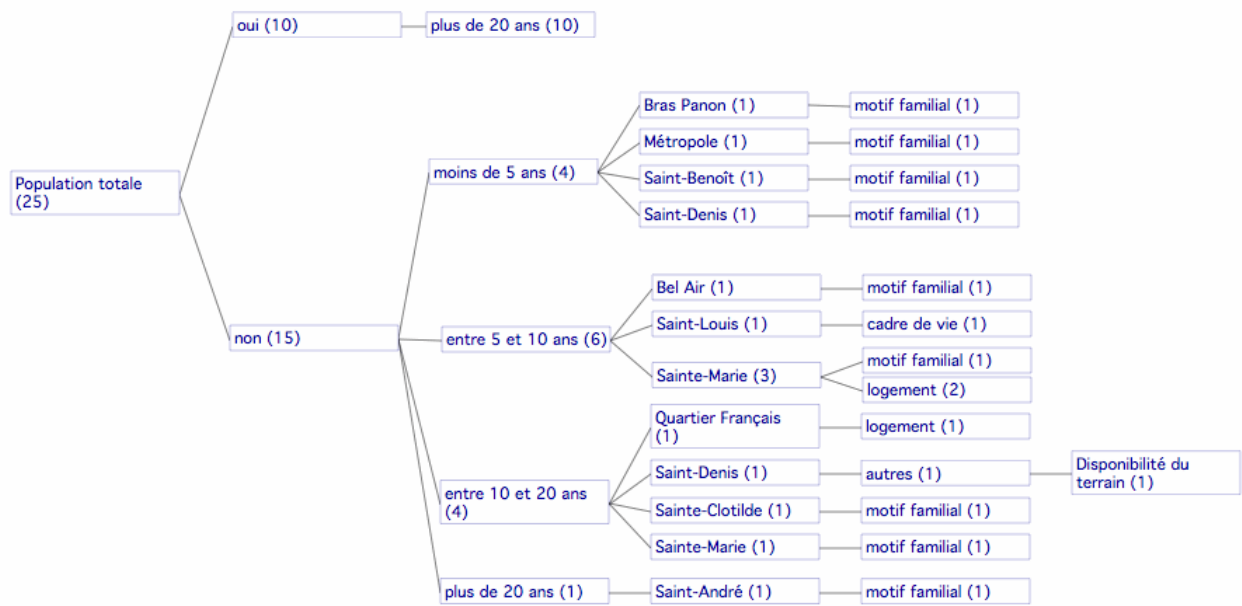 oui (10)
plus de 20 ans (10)
Bras Panon (1)
motif familial (1)
Métropole (1)
motif familial (1)
moins de 5 ans (4)
Population totale
(25)
Saint-Benoît (1)
motif familial (1)
Saint-Denis (1)
motif familial (1)
Bel Air (1)
motif familial (1)
Saint-Louis (1)
cadre de vie (1)
non (15)
entre 5 et 10 ans (6)
Sainte-Marie (3)
motif familial (1)
logement (2)
Quartier Français
(1)
logement (1)
Saint-Denis (1)
autres (1)
Disponibilité du
terrain (1)
entre 10 et 20 ans
(4)
Sainte-Clotilde (1)
motif familial (1)
Sainte-Marie (1)
motif familial (1)
plus de 20 ans (1)
Saint-André (1)
motif familial (1)